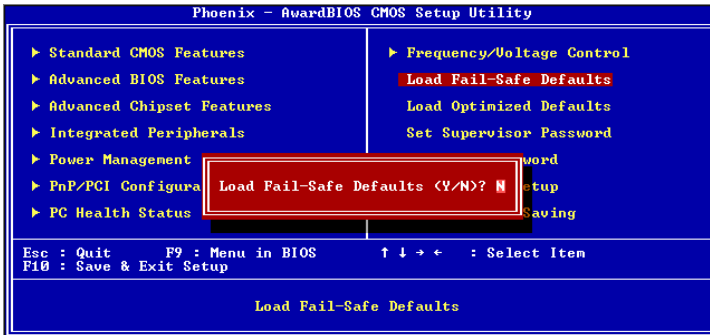 Phoenix - AwardBIOS CMOS Setup Utility
▶ Standard CMOS Features
▶ Advanced BIOS Features
▶ Advanced Chipset Features
▶ Integrated Peripherals
▶ Power Management
▶ PnP/PCI Configura
▶ PC Health Status
▶ Frequency/Voltage Control
Load Fail-Safe Defaults
Load Optimized Defaults
Set Supervisor Password
word
etup
Saving
Load Fail-Safe Defaults (Y/N)? N
Esc : Quit F9 : Menu in BIOS ↑ ↓ → ← : Select Item
F10 : Save & Exit Setup
Load Fail-Safe Defaults